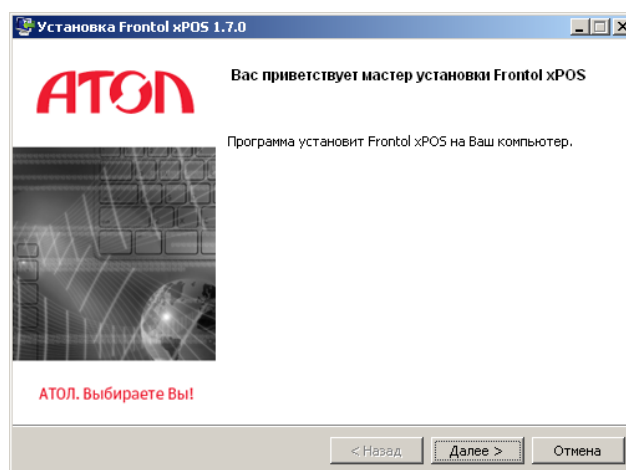 Установка Frontol xPOS 1.7.0
АТОЛ
Вас приветствует мастер установки Frontol xPOS
Программа установит Frontol xPOS на Ваш компьютер.
АТОЛ. Выбираете Вы!
< Назад
Далее >
Отмена